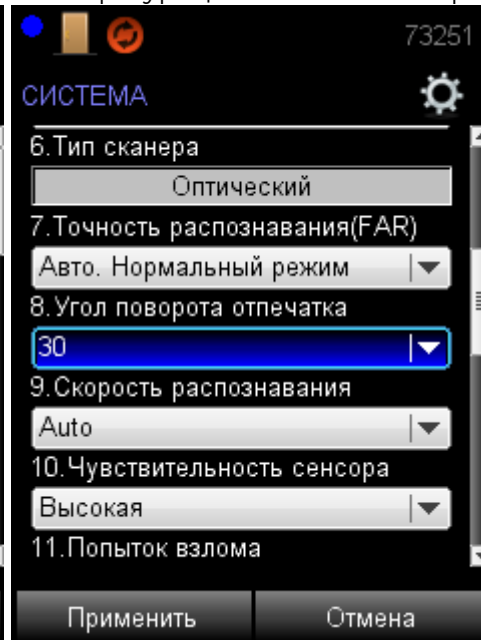 73251
СИСТЕМА
6.Тип сканера
Оптический
7.Точность распознавания(FAR)
Авто. Нормальный режим
8.Угол поворота отпечатка
30
9.Скорость распознавания
Auto
10.Чувствительность сенсора
Высокая
11.Попыток взлома
Применить Отмена